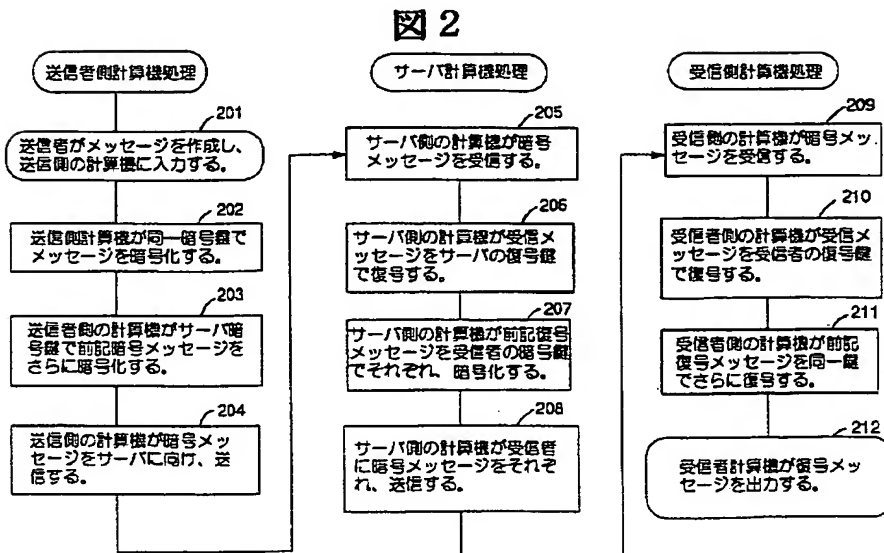 図2
送信者側計算機処理
201
送信者がメッセージを作成し、
送信側の計算機に入力する。
202
送信側計算機が同一暗号鍵で
メッセージを暗号化する。
203
送信者側の計算機がサーバ暗
号鍵で前記暗号メッセージを
さらに暗号化する。
204
送信側の計算機が暗号メッ
セージをサーバに向け、送
信する。
サーバ計算機処理
205
サーバ側の計算機が暗号
メッセージを受信する。
206
サーバ側の計算機が受信メッ
セージをサーバの復号鍵
で復号する。
207
サーバ側の計算機が前記復号
メッセージを受信者の暗号鍵
でそれぞれ、暗号化する。
208
サーバ側の計算機が受信者
に暗号メッセージをそれぞ
れ、送信する。
受信側計算機処理
209
受信側の計算機が暗号メッ
セージを受信する。
210
受信者側の計算機が受信メ
ッセージを受信者の復号鍵
で復号する。
211
受信者側の計算機が前記
復号メッセージを同一鍵
でさらに復号する。
212
受信者計算機が復号メッ
セージを出力する。